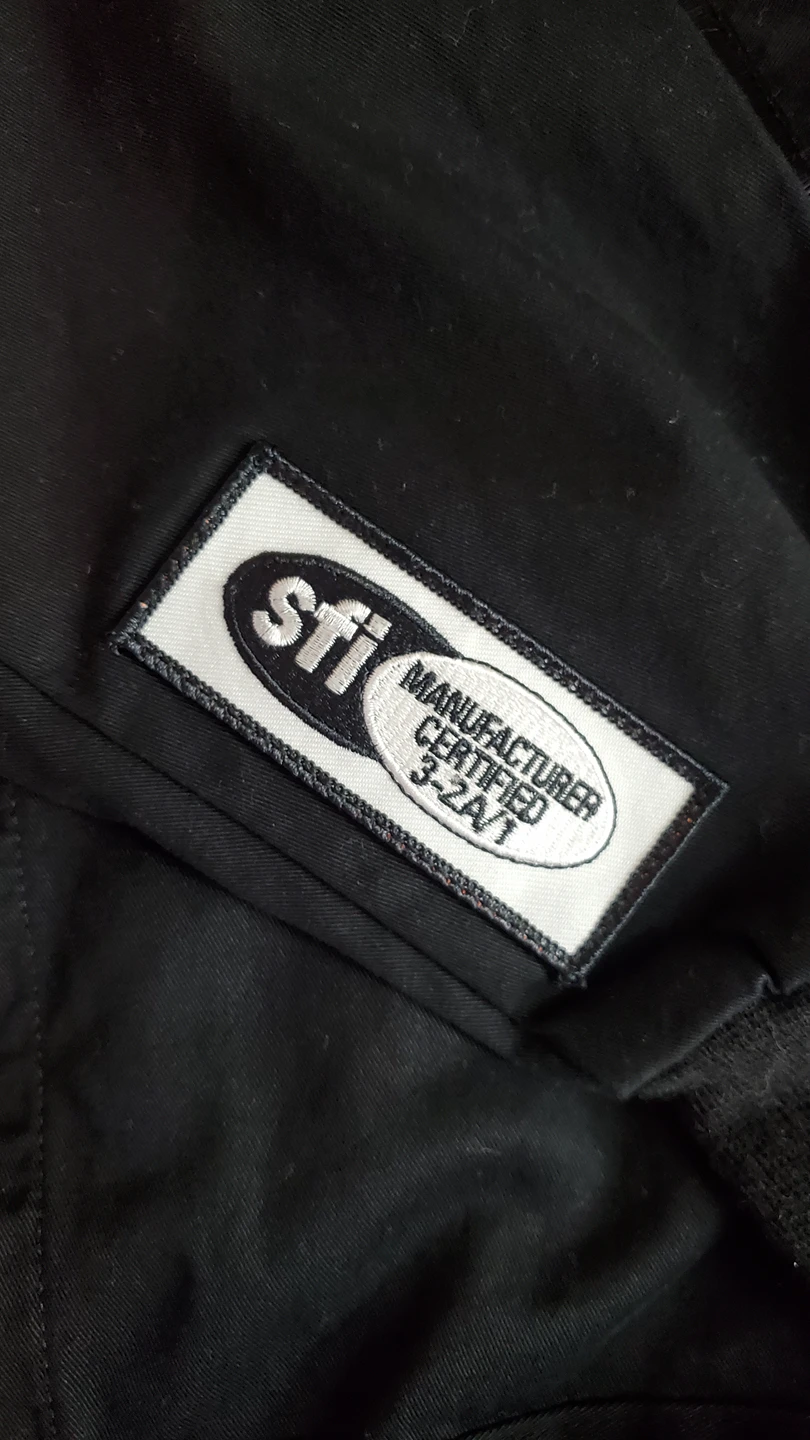 sfi
MANUFACTURER
CERTIFIED
3-2A/1